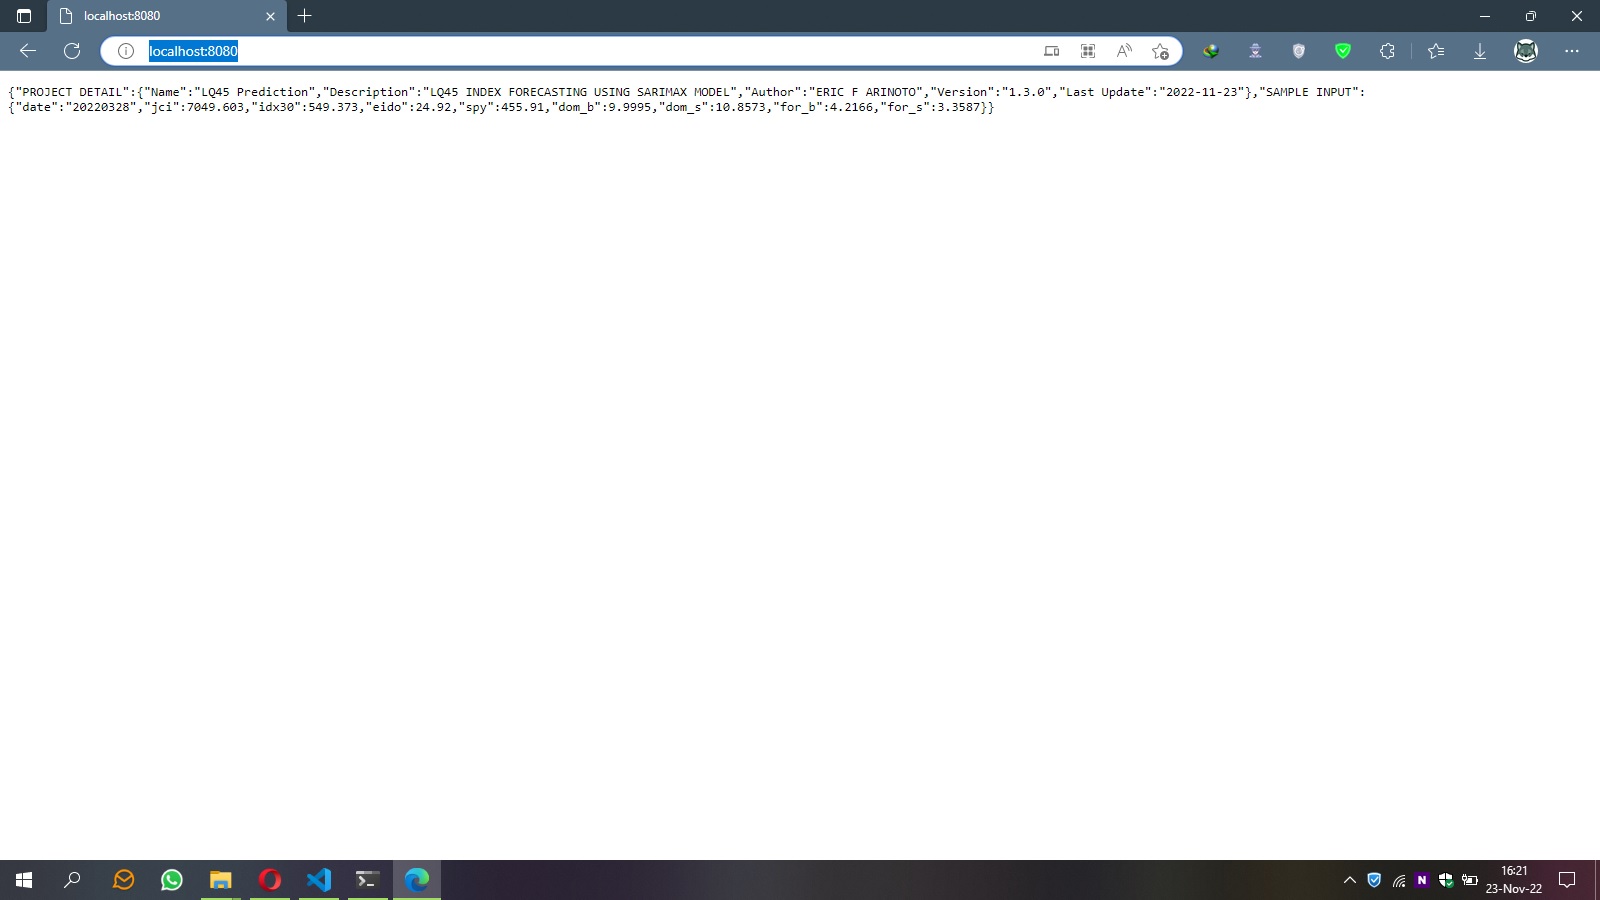 localhost:8080
localhost:8080
{"PROJECT DETAIL":{"Name":"LQ45 Prediction","Description":"LQ45 INDEX FORECASTING USING SARIMAX MODEL","Author":"ERIC F ARINOTO","Version":"1.3.0","Last Update":"2022-11-23"},"SAMPLE INPUT":
{"date":"20220328","jci":7049.603,"idx30":549.373,"eido":24.92,"spy":455.91,"dom_b":9.9995,"dom_s":10.8573,"for_b":4.2166,"for_s":3.3587}}
16:21
23-Nov-22